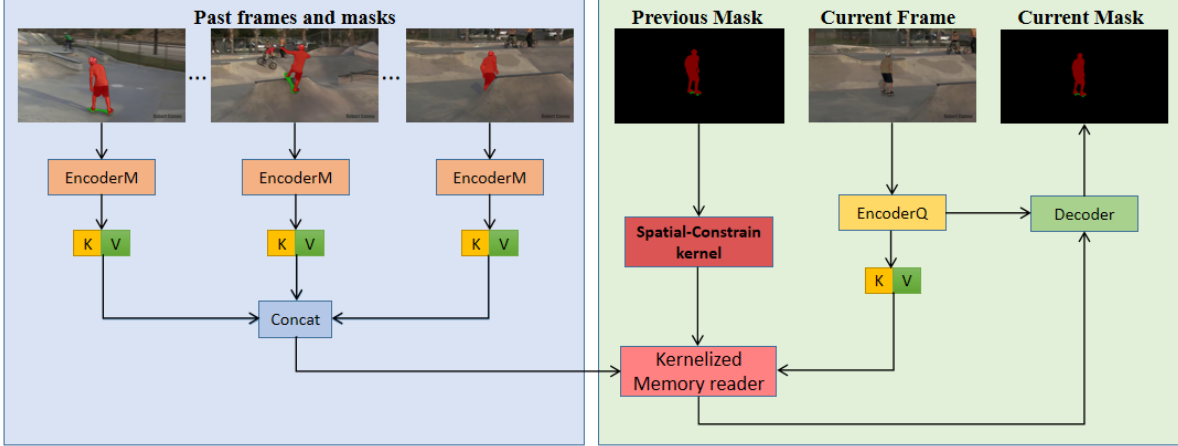 Past frames and masks
... ...
EncoderM EncoderM EncoderM
K V K V K V
Concat
Previous Mask Current Frame Current Mask
EncoderQ Decoder
Spatial-Constrain
kernel
K V
Kernelized
Memory reader